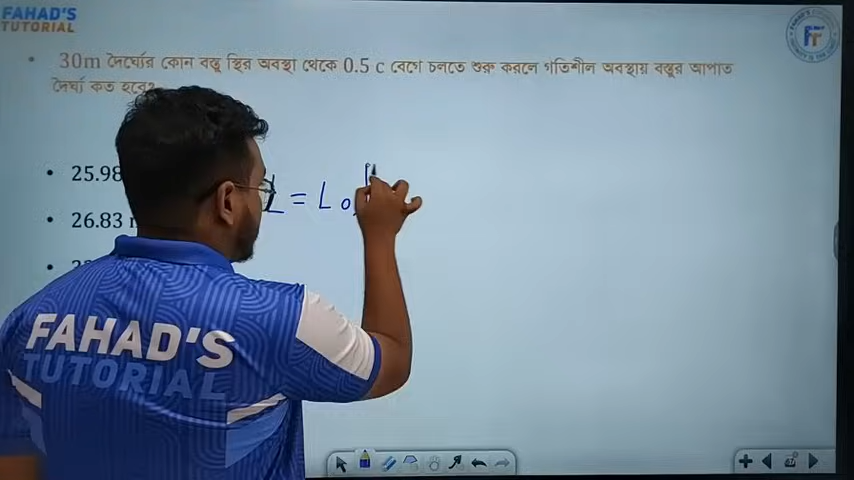 FAHAD'S
TUTORIAL
30m দৈর্ঘ্যের কোন বস্তু স্থির অবস্থা থেকে 0.5 c বেগে চলতে শুরু করলে গতিশীল অবস্থায় বস্তুর আপাত
দৈর্ঘ্য কত হবে?
25.98
L = Lo
26.83
FAHAD'S
TUTORIAL